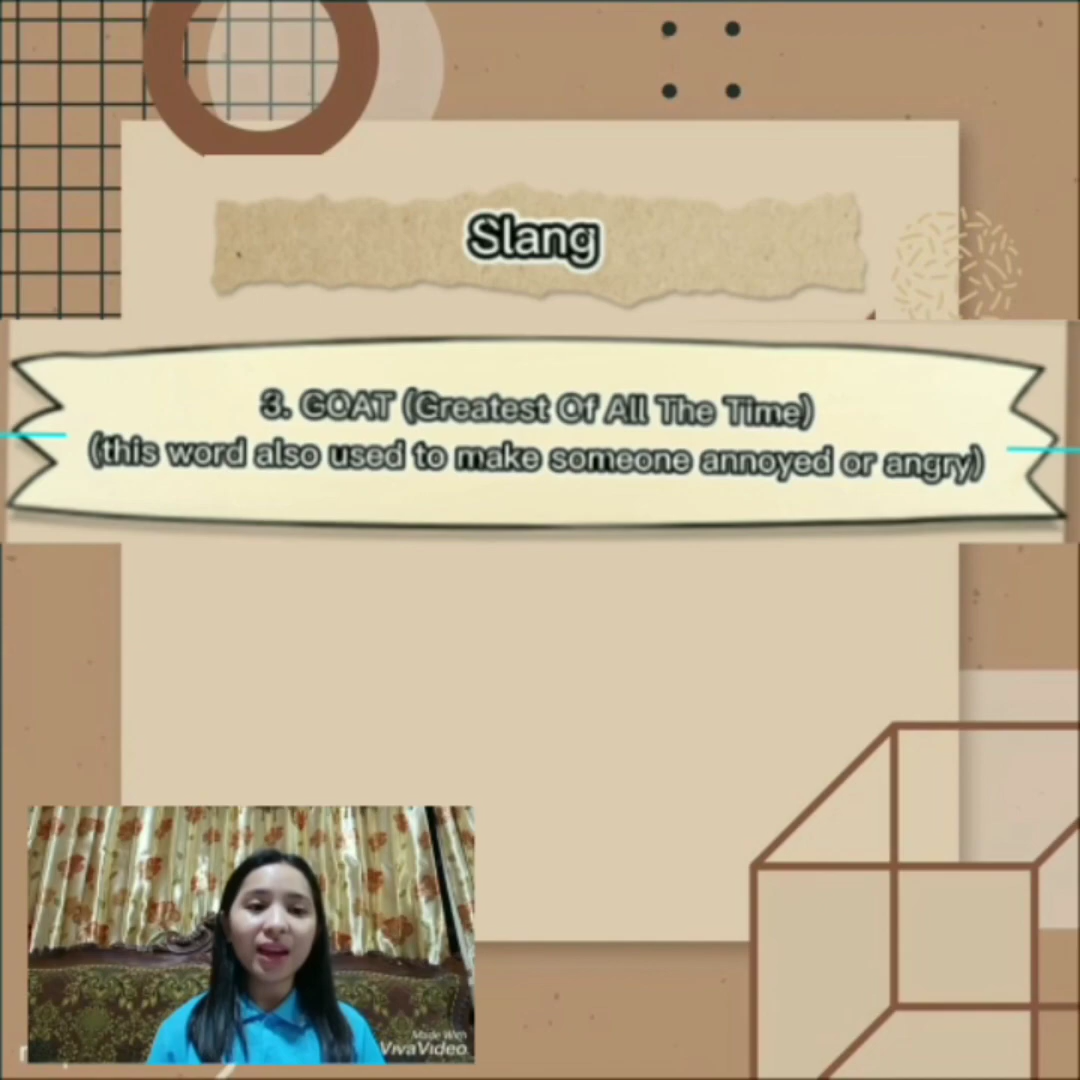 Slang
3. GOAT (Greatest Of All The Time)
(this word also used to make someone annoyed or angry)
Made With
VivaVideo